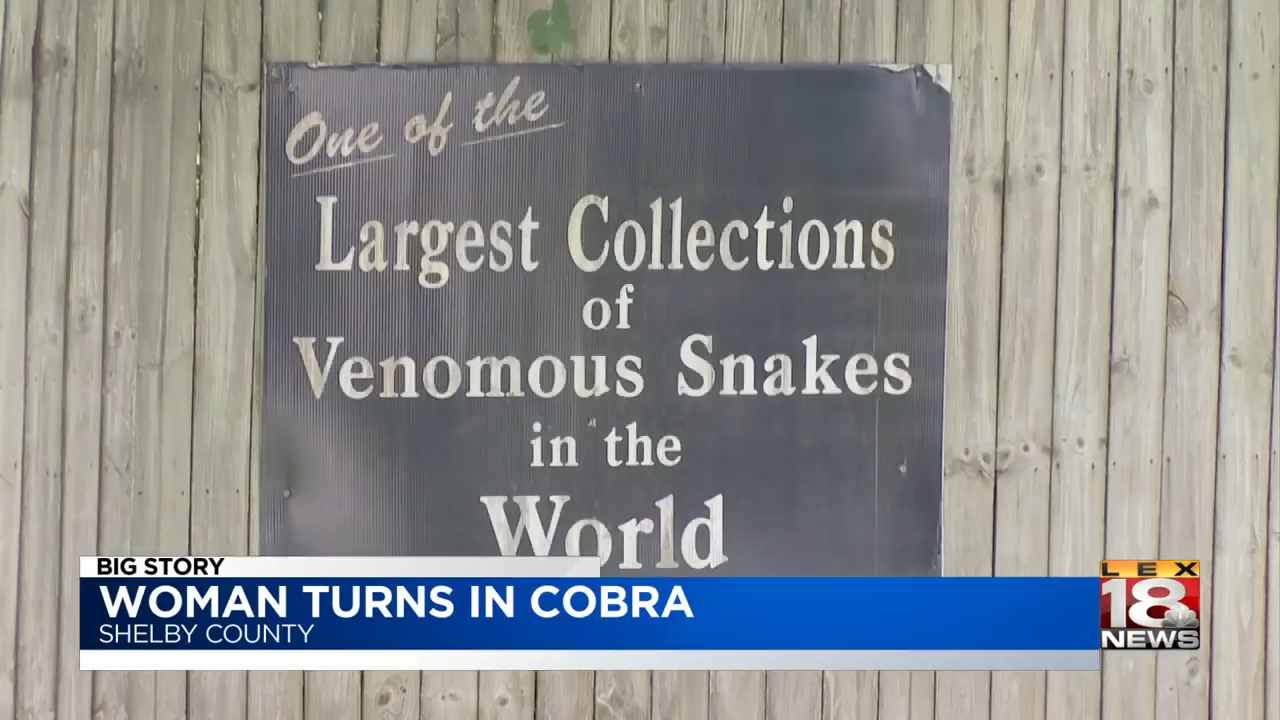 One of the
Largest Collections
of
Venomous Snakes
in the
World
BIG STORY
WOMAN TURNS IN COBRA
SHELBY COUNTY
LEX
18
NEWS